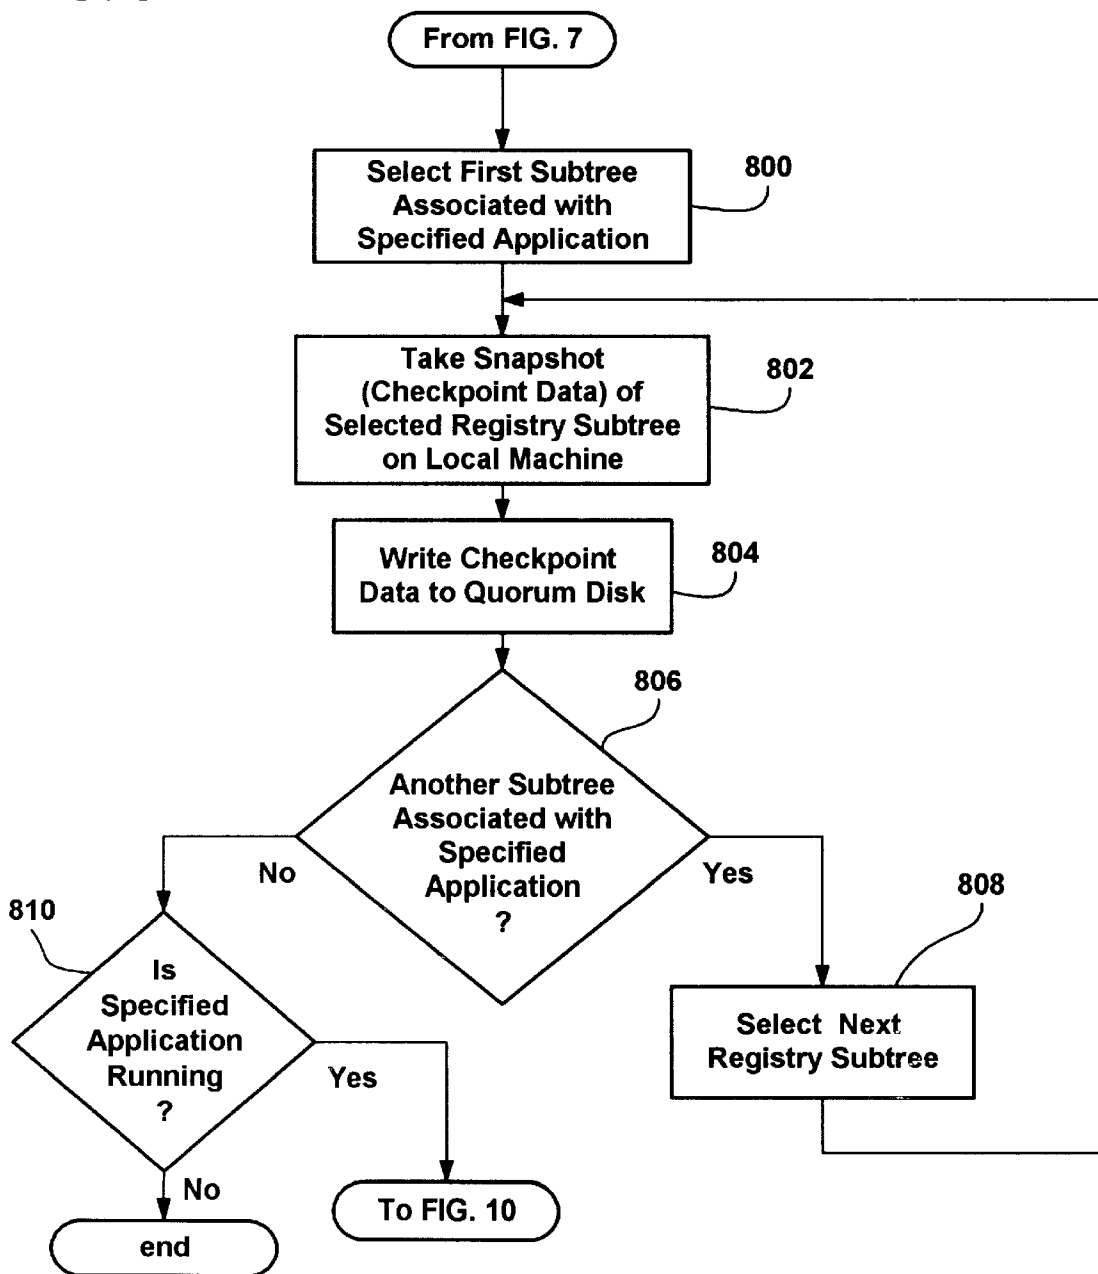 From FIG. 7
Select First Subtree
Associated with
Specified Application
800
Take Snapshot
(Checkpoint Data) of
Selected Registry Subtree
on Local Machine
802
Write Checkpoint
Data to Quorum Disk
804
806
Another Subtree
Associated with
Specified
Application
?
No
Yes
810
Is
Specified
Application
Running
?
808
Select Next
Registry Subtree
Yes
No
To FIG. 10
end